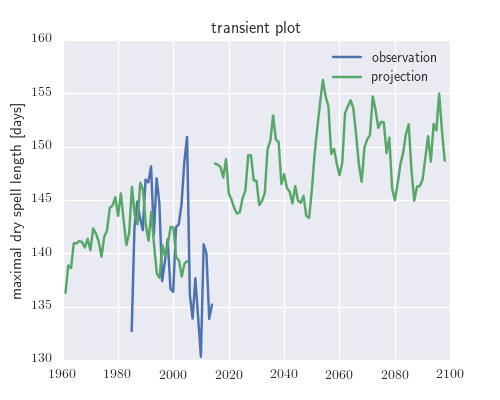 transient plot
maximal dry spell length [days]
160
155
150
145
140
135
130
observation
projection
1960 1980 2000 2020 2040 2060 2080 2100